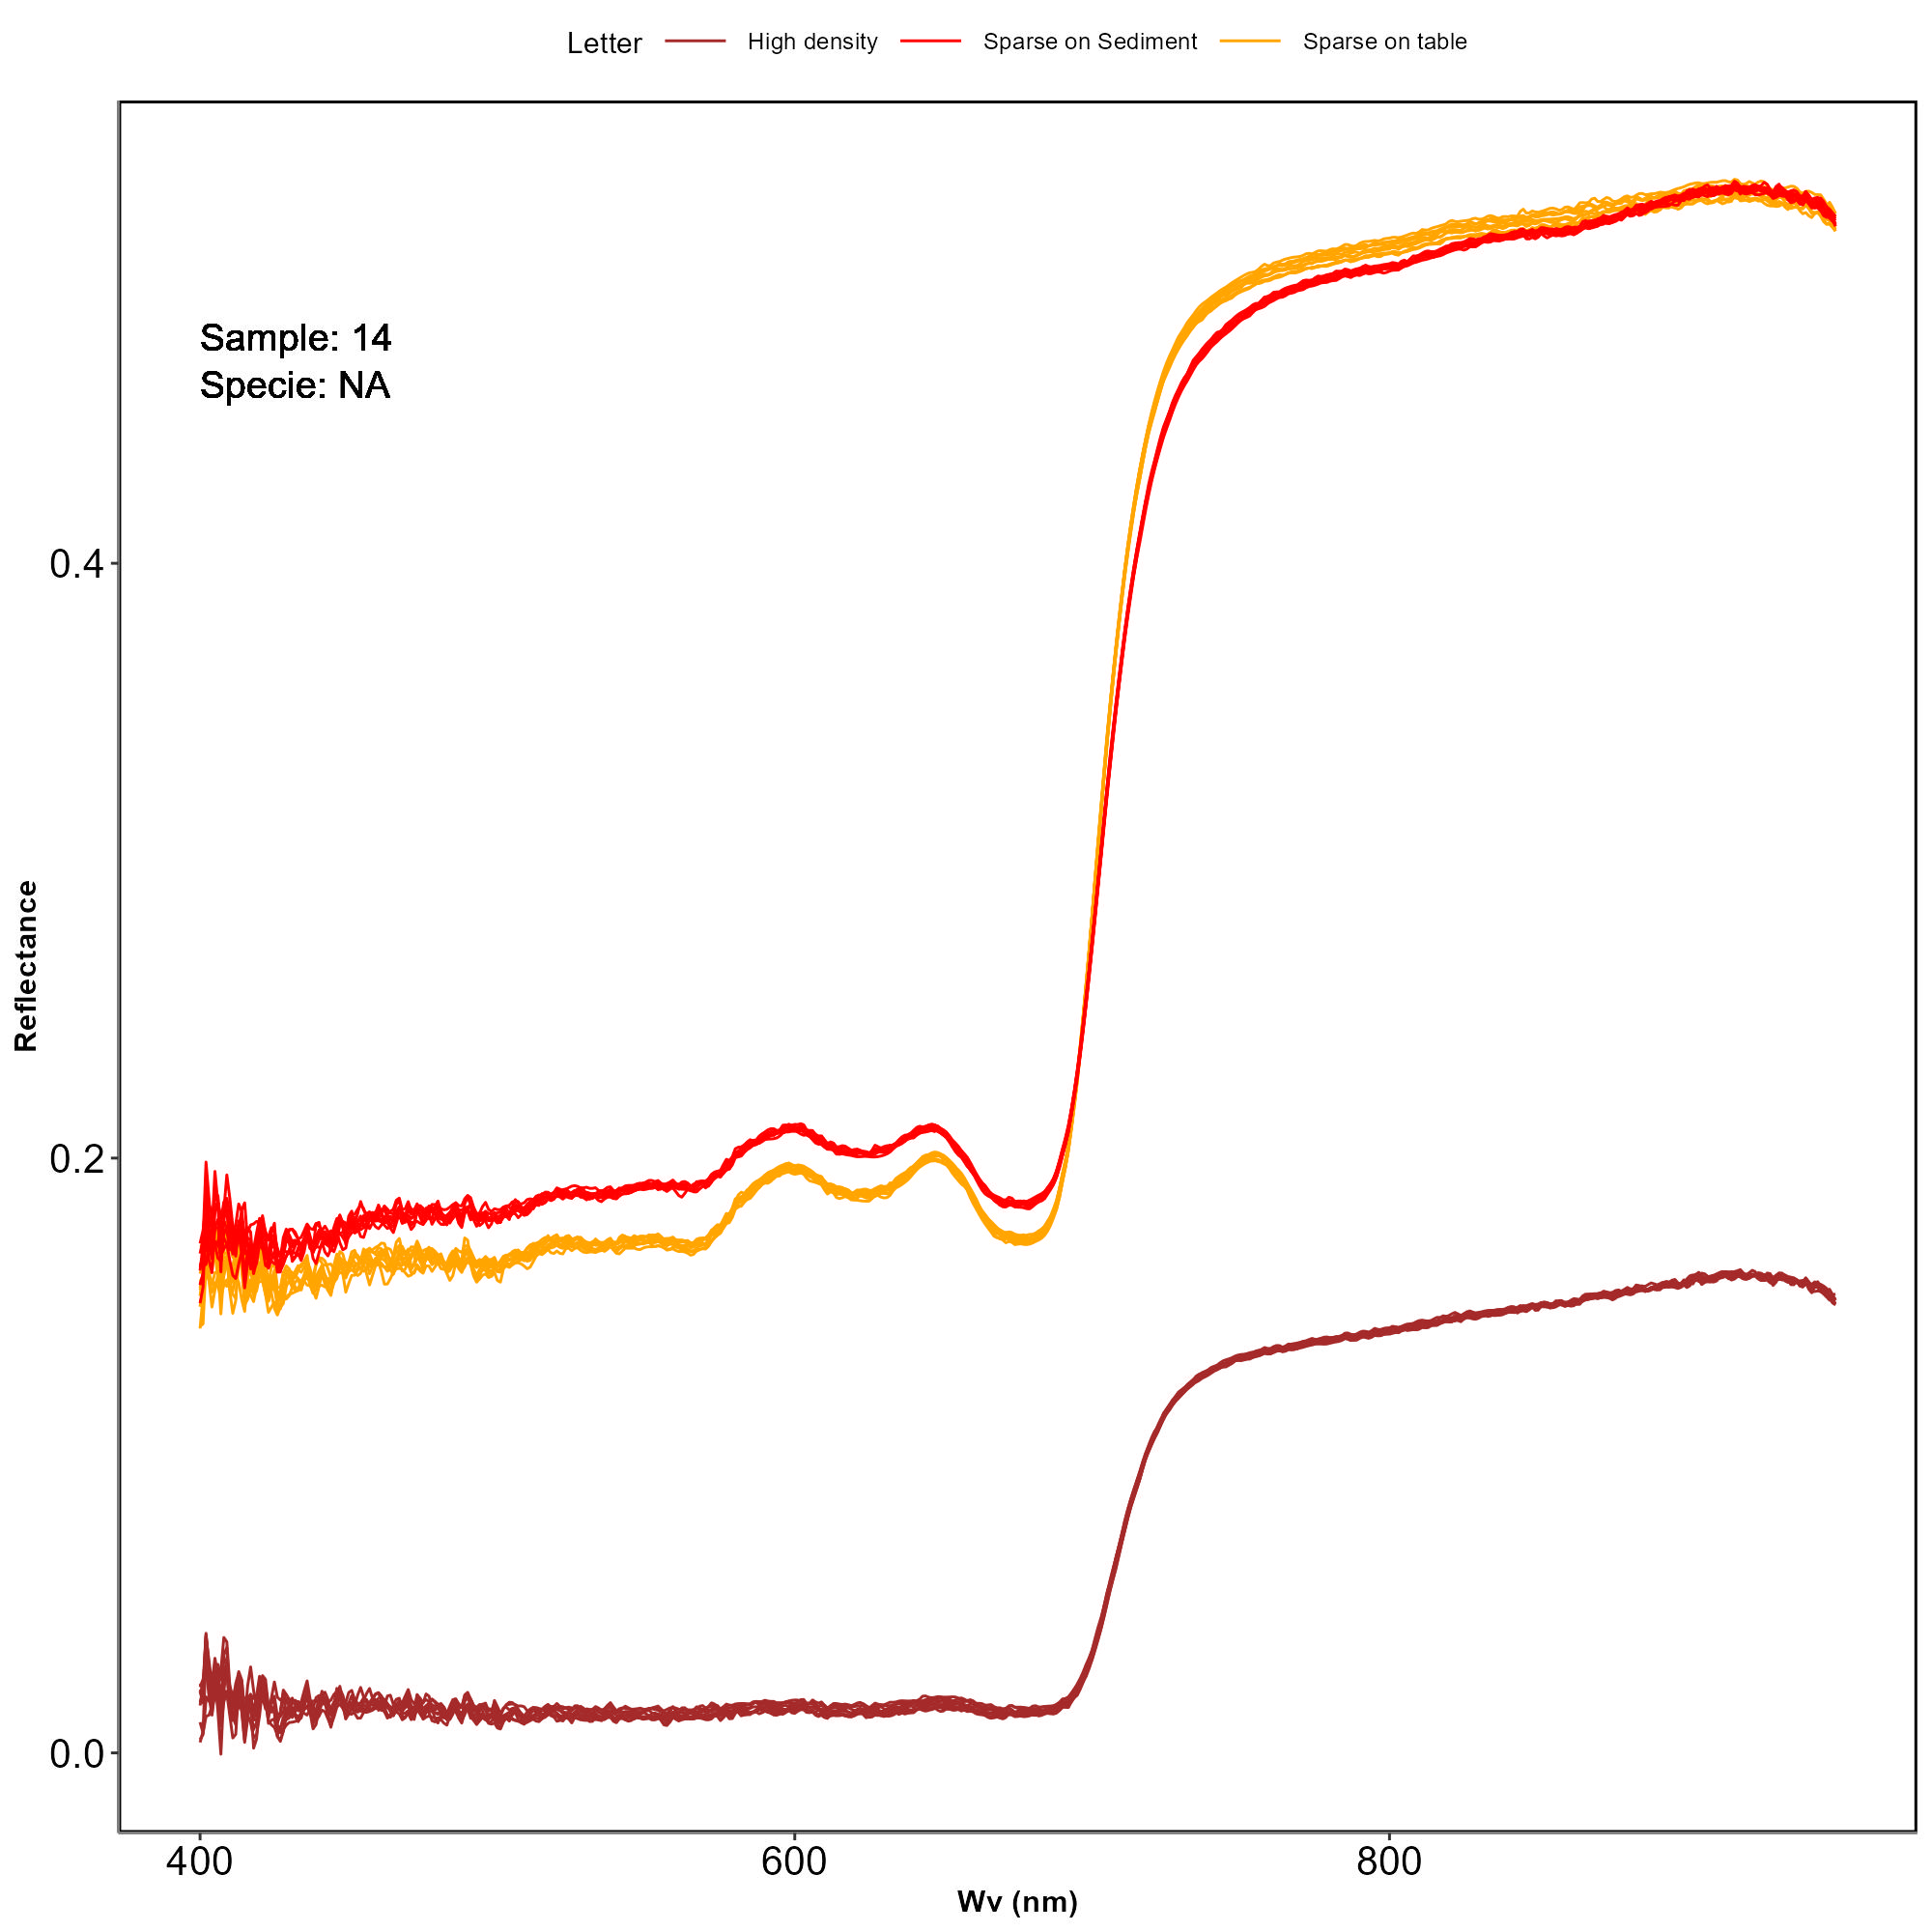 Letter High density Sparse on Sediment Sparse on table
Sample: 14
Specie: NA
0.4
0.2
0.0
Reflectance
400 600 800
Wv (nm)